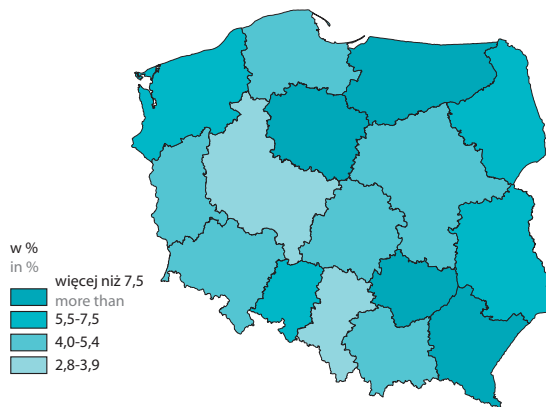 w %
in %
więcej niż 7,5
more than
5,5-7,5
4,0-5,4
2,8-3,9